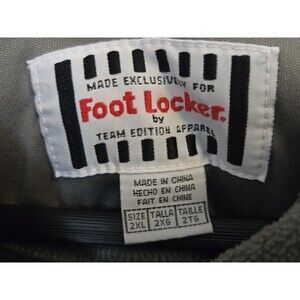 MADE EXCLUSIVELY FOR
Foot Locker.
by
TEAM EDITION APPAREL
MADE IN CHINA
HECHO EN CHINA
FAIT EN CHINE
SIZE TALLA TAILLE
2XL 2XG 2TG